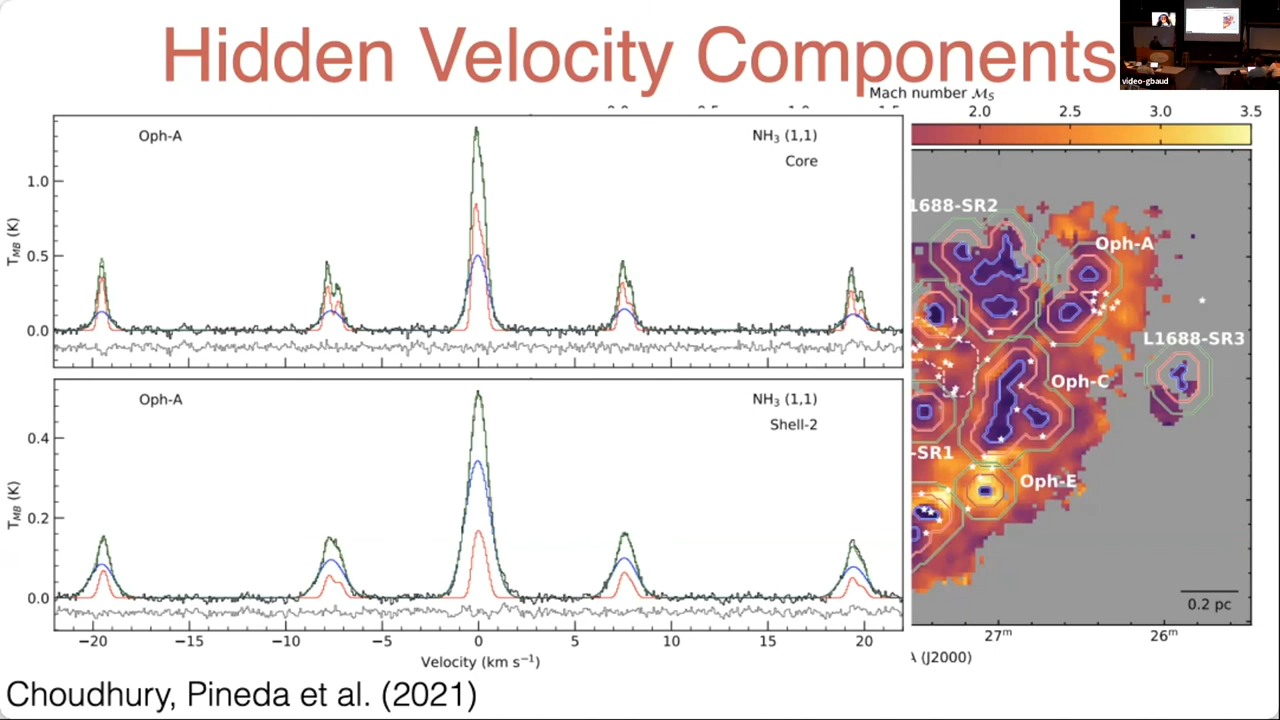 Hidden Velocity Components
video-gbaud
Mach number 𝓜S
2.0 2.5 3.0 3.5
Oph-A
NH3 (1,1)
Core
1.0
0.5
0.0
TMB (K)
Oph-A
NH3 (1,1)
Shell-2
0.4
0.2
0.0
TMB (K)
−20 −15 −10 −5 0 5 10 15 20
Velocity (km s−1)
1688-SR2
Oph-A
L1688-SR3
Oph-C
-SR1
Oph-E
0.2 pc
27m 26m
(J2000)
Choudhury, Pineda et al. (2021)